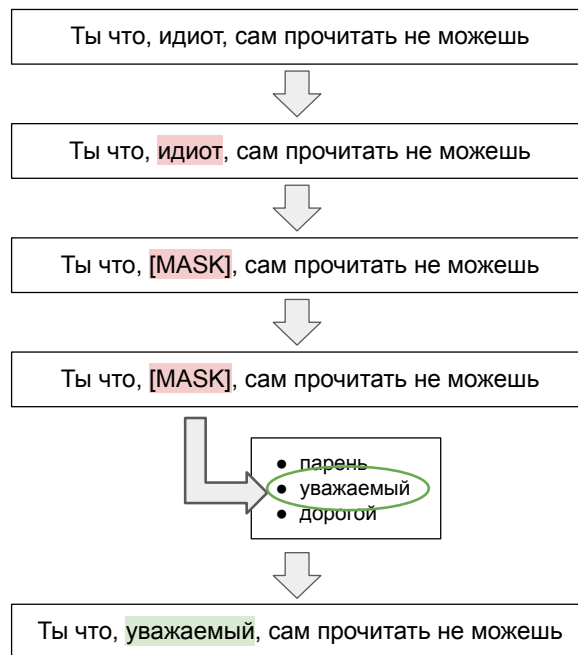 Ты что, идиот, сам прочитать не можешь
Ты что, идиот, сам прочитать не можешь
Ты что, [MASK], сам прочитать не можешь
Ты что, [MASK], сам прочитать не можешь
● парень
● уважаемый
● дорогой
Ты что, уважаемый, сам прочитать не можешь